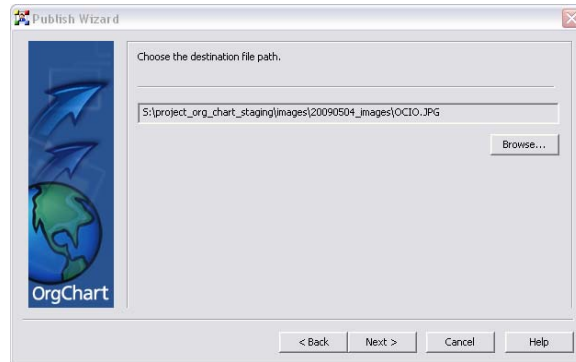 Publish Wizard
Choose the destination file path.
S:\project_org_chart_staging\images\20090504_images\OCIO.JPG
Browse...
OrgChart
< Back
Next >
Cancel
Help